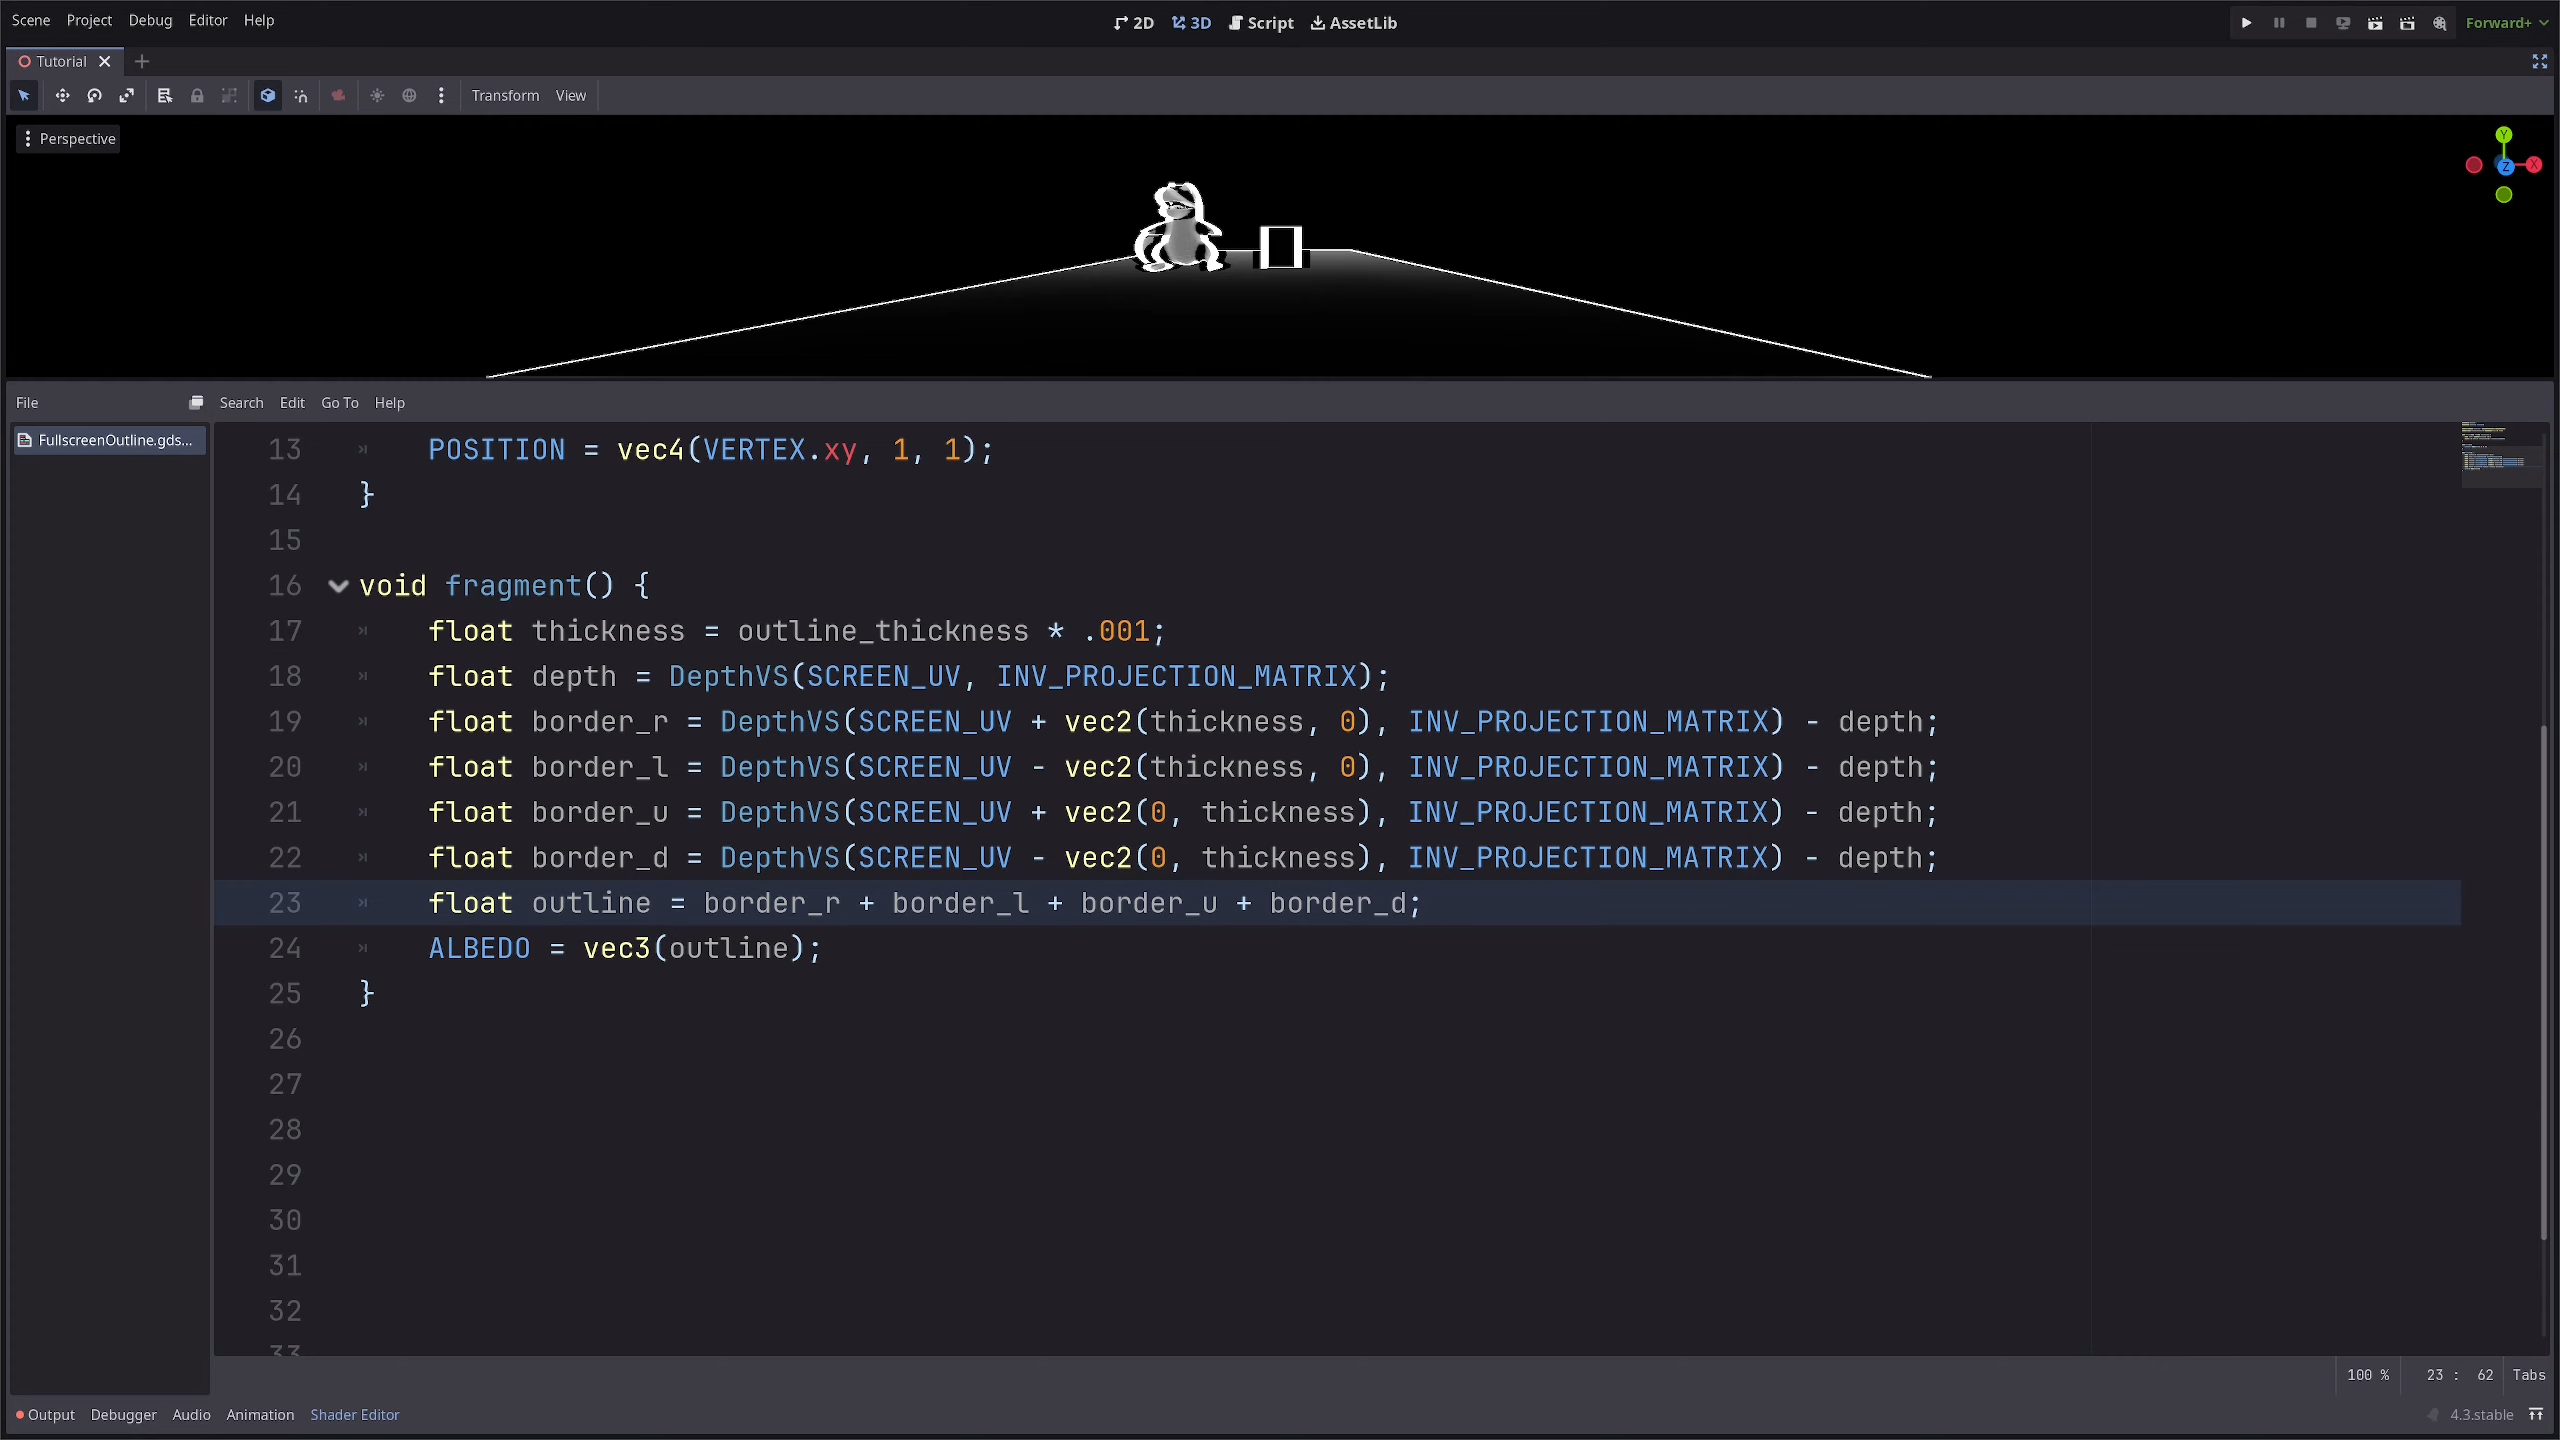 Scene Project Debug Editor Help 2D 3D Script AssetLib Forward+
Tutorial
Transform View
Perspective
Y
Z X
File Search Edit Go To Help
FullscreenOutline.gds...
13 POSITION = vec4(VERTEX.xy, 1, 1);
14 }
15
16 void fragment() {
17 float thickness = outline_thickness * .001;
18 float depth = DepthVS(SCREEN_UV, INV_PROJECTION_MATRIX);
19 float border_r = DepthVS(SCREEN_UV + vec2(thickness, 0), INV_PROJECTION_MATRIX) - depth;
20 float border_l = DepthVS(SCREEN_UV - vec2(thickness, 0), INV_PROJECTION_MATRIX) - depth;
21 float border_u = DepthVS(SCREEN_UV + vec2(0, thickness), INV_PROJECTION_MATRIX) - depth;
22 float border_d = DepthVS(SCREEN_UV - vec2(0, thickness), INV_PROJECTION_MATRIX) - depth;
23 float outline = border_r + border_l + border_u + border_d;
24 ALBEDO = vec3(outline);
25 }
26
27
28
29
30
31
32
33
100 % 23 : 62 Tabs
Output Debugger Audio Animation Shader Editor 4.3.stable